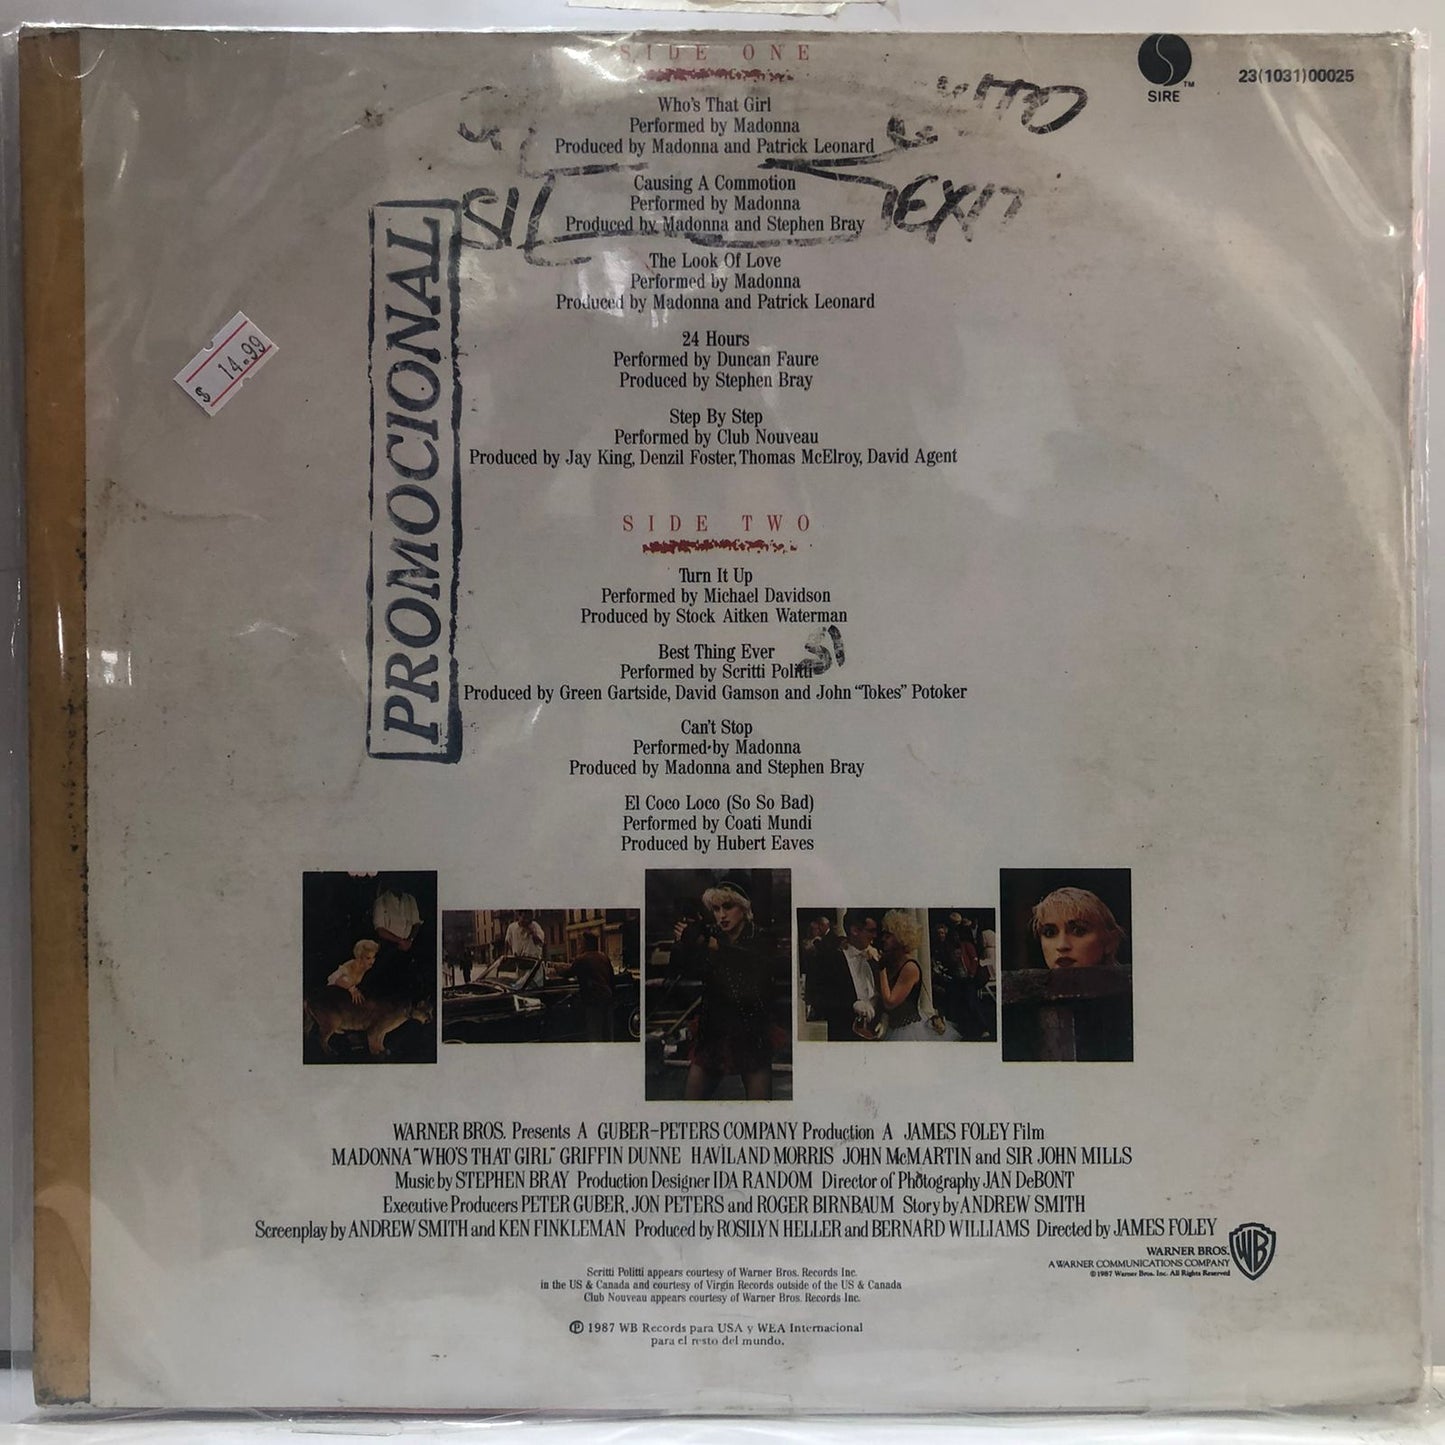 SIDE ONE
SIRE™
23(1031)00025
Who's That Girl
Performed by Madonna
Produced by Madonna and Patrick Leonard
Causing A Commotion
Performed by Madonna
Produced by Madonna and Stephen Bray
The Look Of Love
Performed by Madonna
Produced by Madonna and Patrick Leonard
24 Hours
Performed by Duncan Faure
Produced by Stephen Bray
Step By Step
Performed by Club Nouveau
Produced by Jay King, Denzil Foster, Thomas McElroy, David Agent
PROMOCIONAL
$ 14.99
SIDE TWO
Turn It Up
Performed by Michael Davidson
Produced by Stock Aitken Waterman
Best Thing Ever
Performed by Scritti Politti
Produced by Green Gartside, David Gamson and John "Tokes" Potoker
Can't Stop
Performed by Madonna
Produced by Madonna and Stephen Bray
El Coco Loco (So So Bad)
Performed by Coati Mundi
Produced by Hubert Eaves
WARNER BROS. Presents A GUBER-PETERS COMPANY Production A JAMES FOLEY Film
MADONNA "WHO'S THAT GIRL" GRIFFIN DUNNE HAVILAND MORRIS JOHN McMARTIN and SIR JOHN MILLS
Music by STEPHEN BRAY Production Designer IDA RANDOM Director of Photography JAN DeBONT
Executive Producers PETER GUBER, JON PETERS and ROGER BIRNBAUM Story by ANDREW SMITH
Screenplay by ANDREW SMITH and KEN FINKLEMAN Produced by ROSILYN HELLER and BERNARD WILLIAMS Directed by JAMES FOLEY
WARNER BROS.
A WARNER COMMUNICATIONS COMPANY
©1987 Warner Bros. Inc. All Rights Reserved
WB
Scritti Politti appears courtesy of Warner Bros. Records Inc.
in the US & Canada and courtesy of Virgin Records outside of the US & Canada
Club Nouveau appears courtesy of Warner Bros. Records Inc.
℗ 1987 WB Records para USA y WEA Internacional
para el resto del mundo.